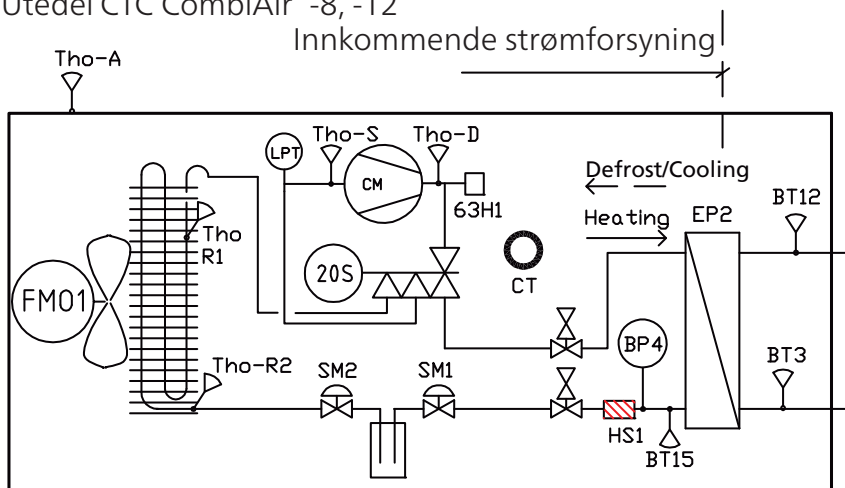 Utedel CTC CombiAir -8, -12
Innkommende strømforsyning
Tho-A
LPT
Tho-S
Tho-D
CM
63H1
Defrost/Cooling
Heating
EP2
BT12
Tho
R1
20S
CT
FM01
BP4
Tho-R2
SM2
SM1
BT3
HS1
BT15